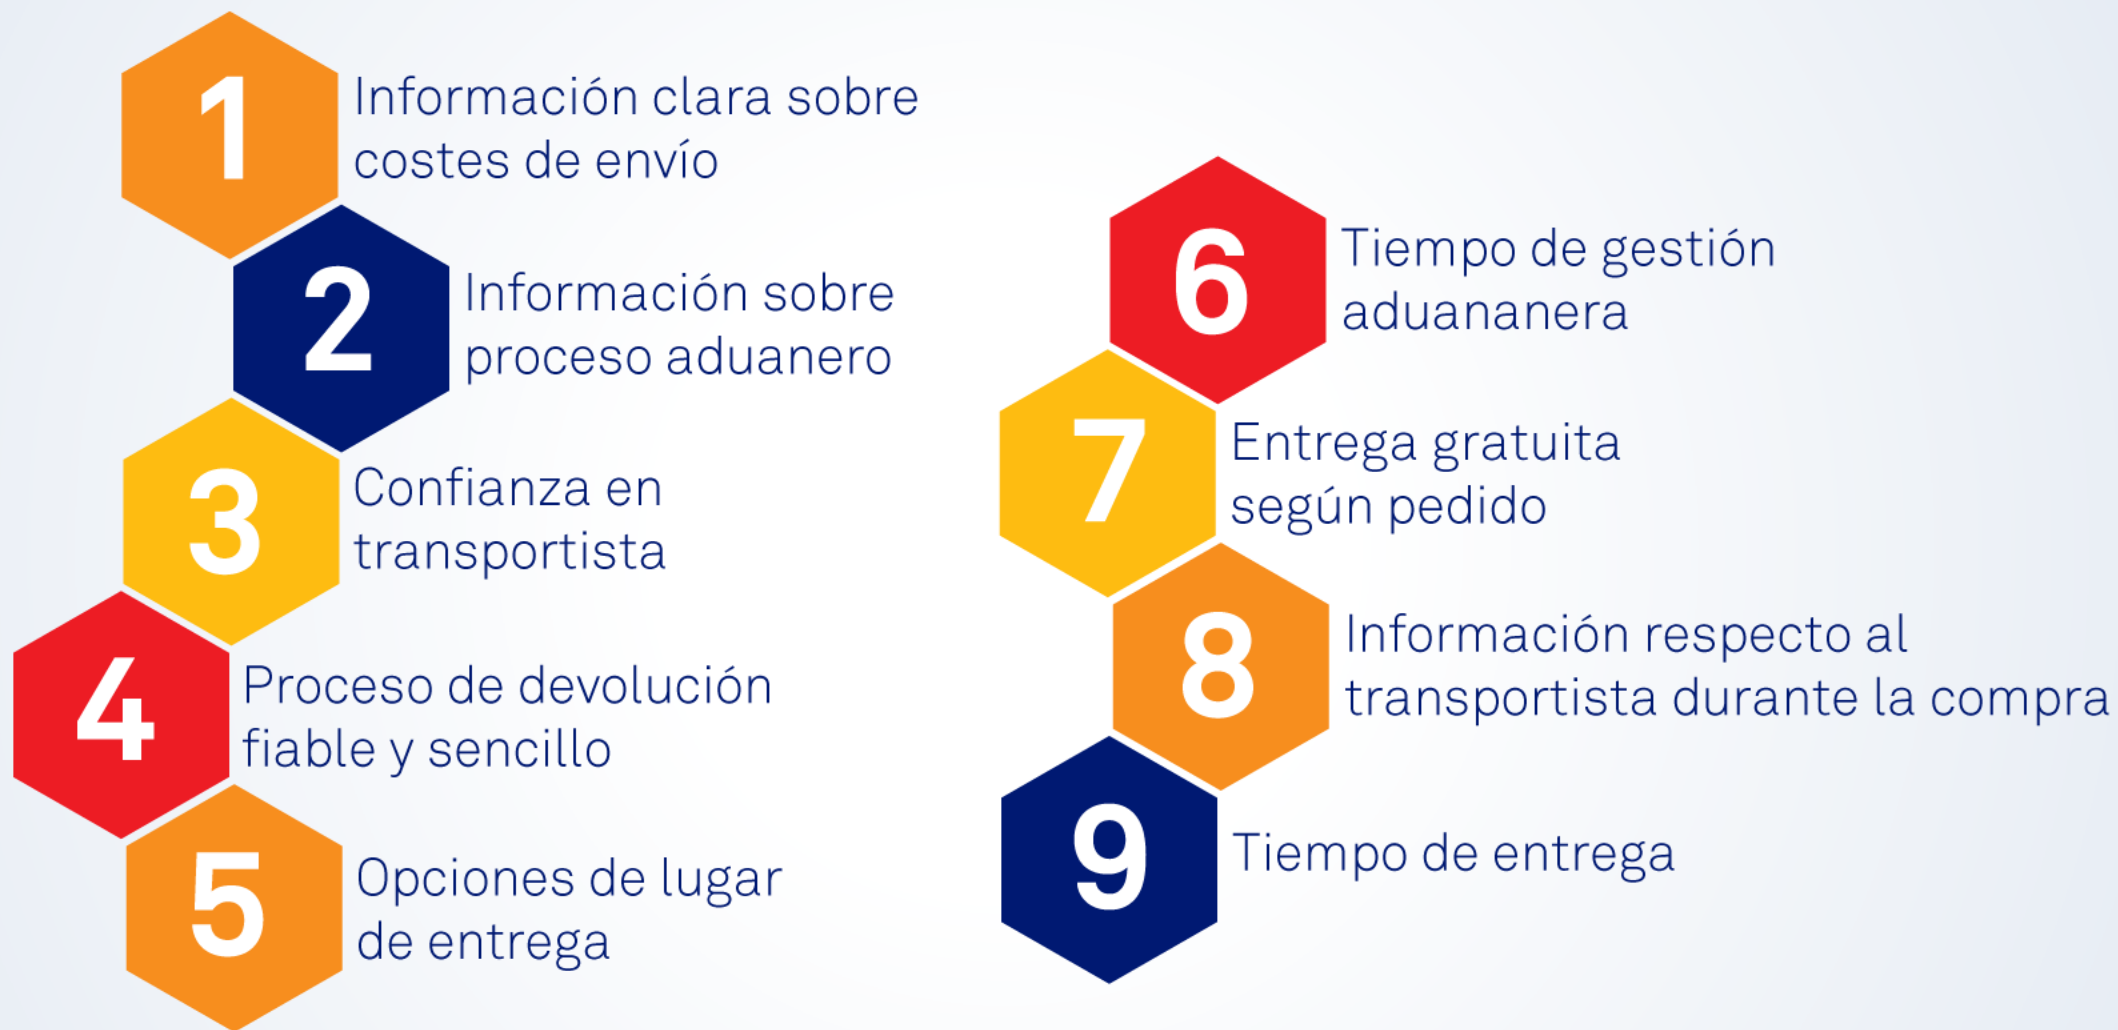 1
Información clara sobre
costes de envío
2
Información sobre
proceso aduanero
3
Confianza en
transportista
4
Proceso de devolución
fiable y sencillo
5
Opciones de lugar
de entrega
6
Tiempo de gestión
aduananera
7
Entrega gratuita
según pedido
8
Información respecto al
transportista durante la compra
9
Tiempo de entrega